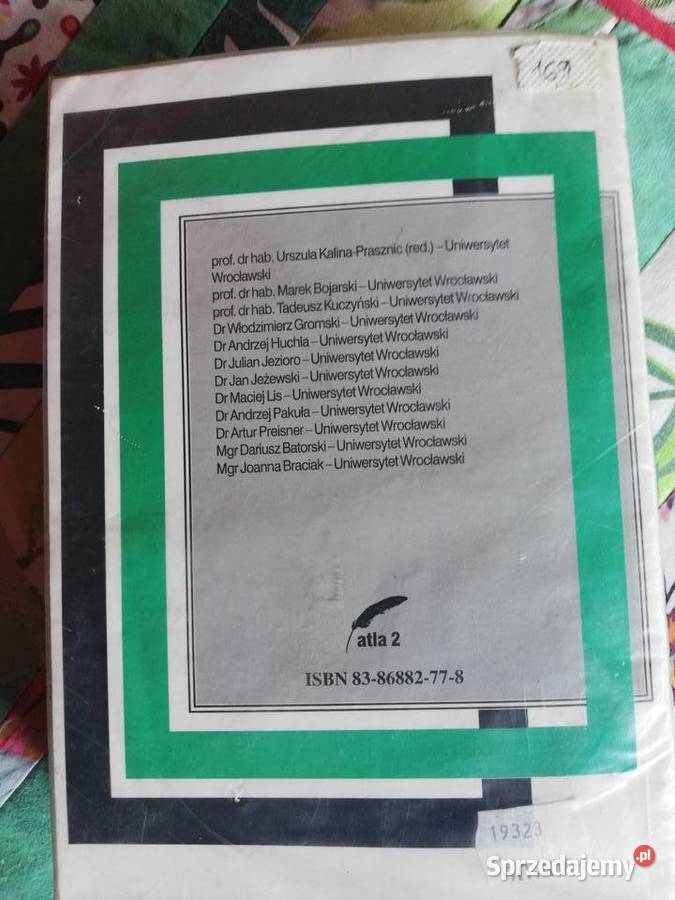 169
prof. dr hab. Urszula Kalina-Prasznic (red.) – Uniwersytet
Wrocławski
prof. dr hab. Marek Bojarski – Uniwersytet Wrocławski
prof. dr hab. Tadeusz Kuczyński – Uniwersytet Wrocławski
Dr Włodzimierz Gromski – Uniwersytet Wrocławski
Dr Andrzej Huchla – Uniwersytet Wrocławski
Dr Julian Jezioro – Uniwersytet Wrocławski
Dr Jan Jeżewski – Uniwersytet Wrocławski
Dr Maciej Lis – Uniwersytet Wrocławski
Dr Andrzej Pakuła – Uniwersytet Wrocławski
Dr Artur Preisner – Uniwersytet Wrocławski
Mgr Dariusz Batorski – Uniwersytet Wrocławski
Mgr Joanna Braciak – Uniwersytet Wrocławski
atla 2
ISBN 83-86882-77-8
19323
Sprzedajemy.pl